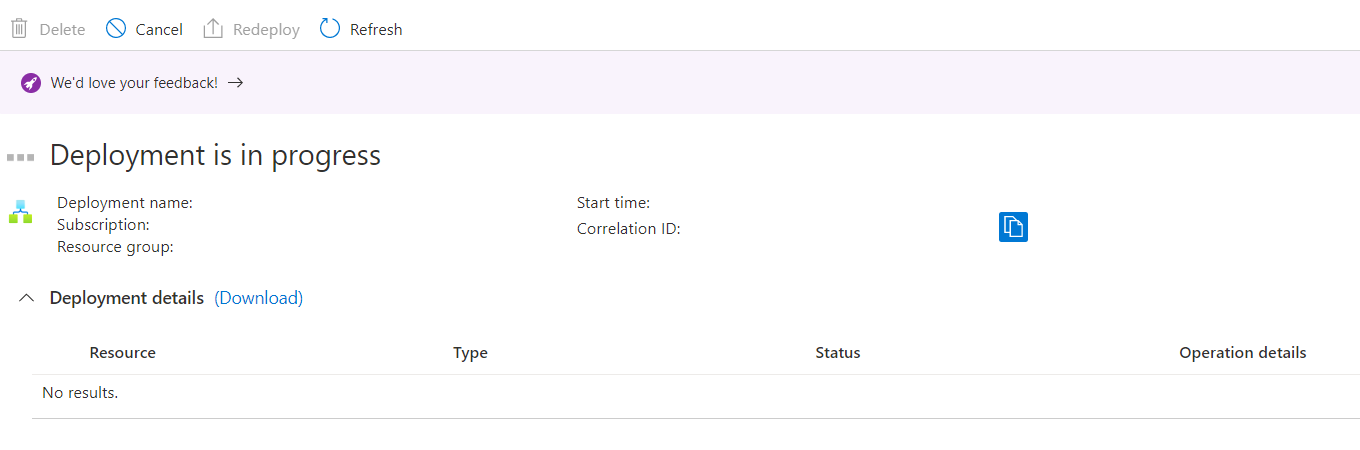 Delete Cancel Redeploy Refresh
We'd love your feedback! →
Deployment is in progress
Deployment name:
Subscription:
Resource group:
Start time:
Correlation ID:
Deployment details (Download)
Resource Type Status Operation details
No results.